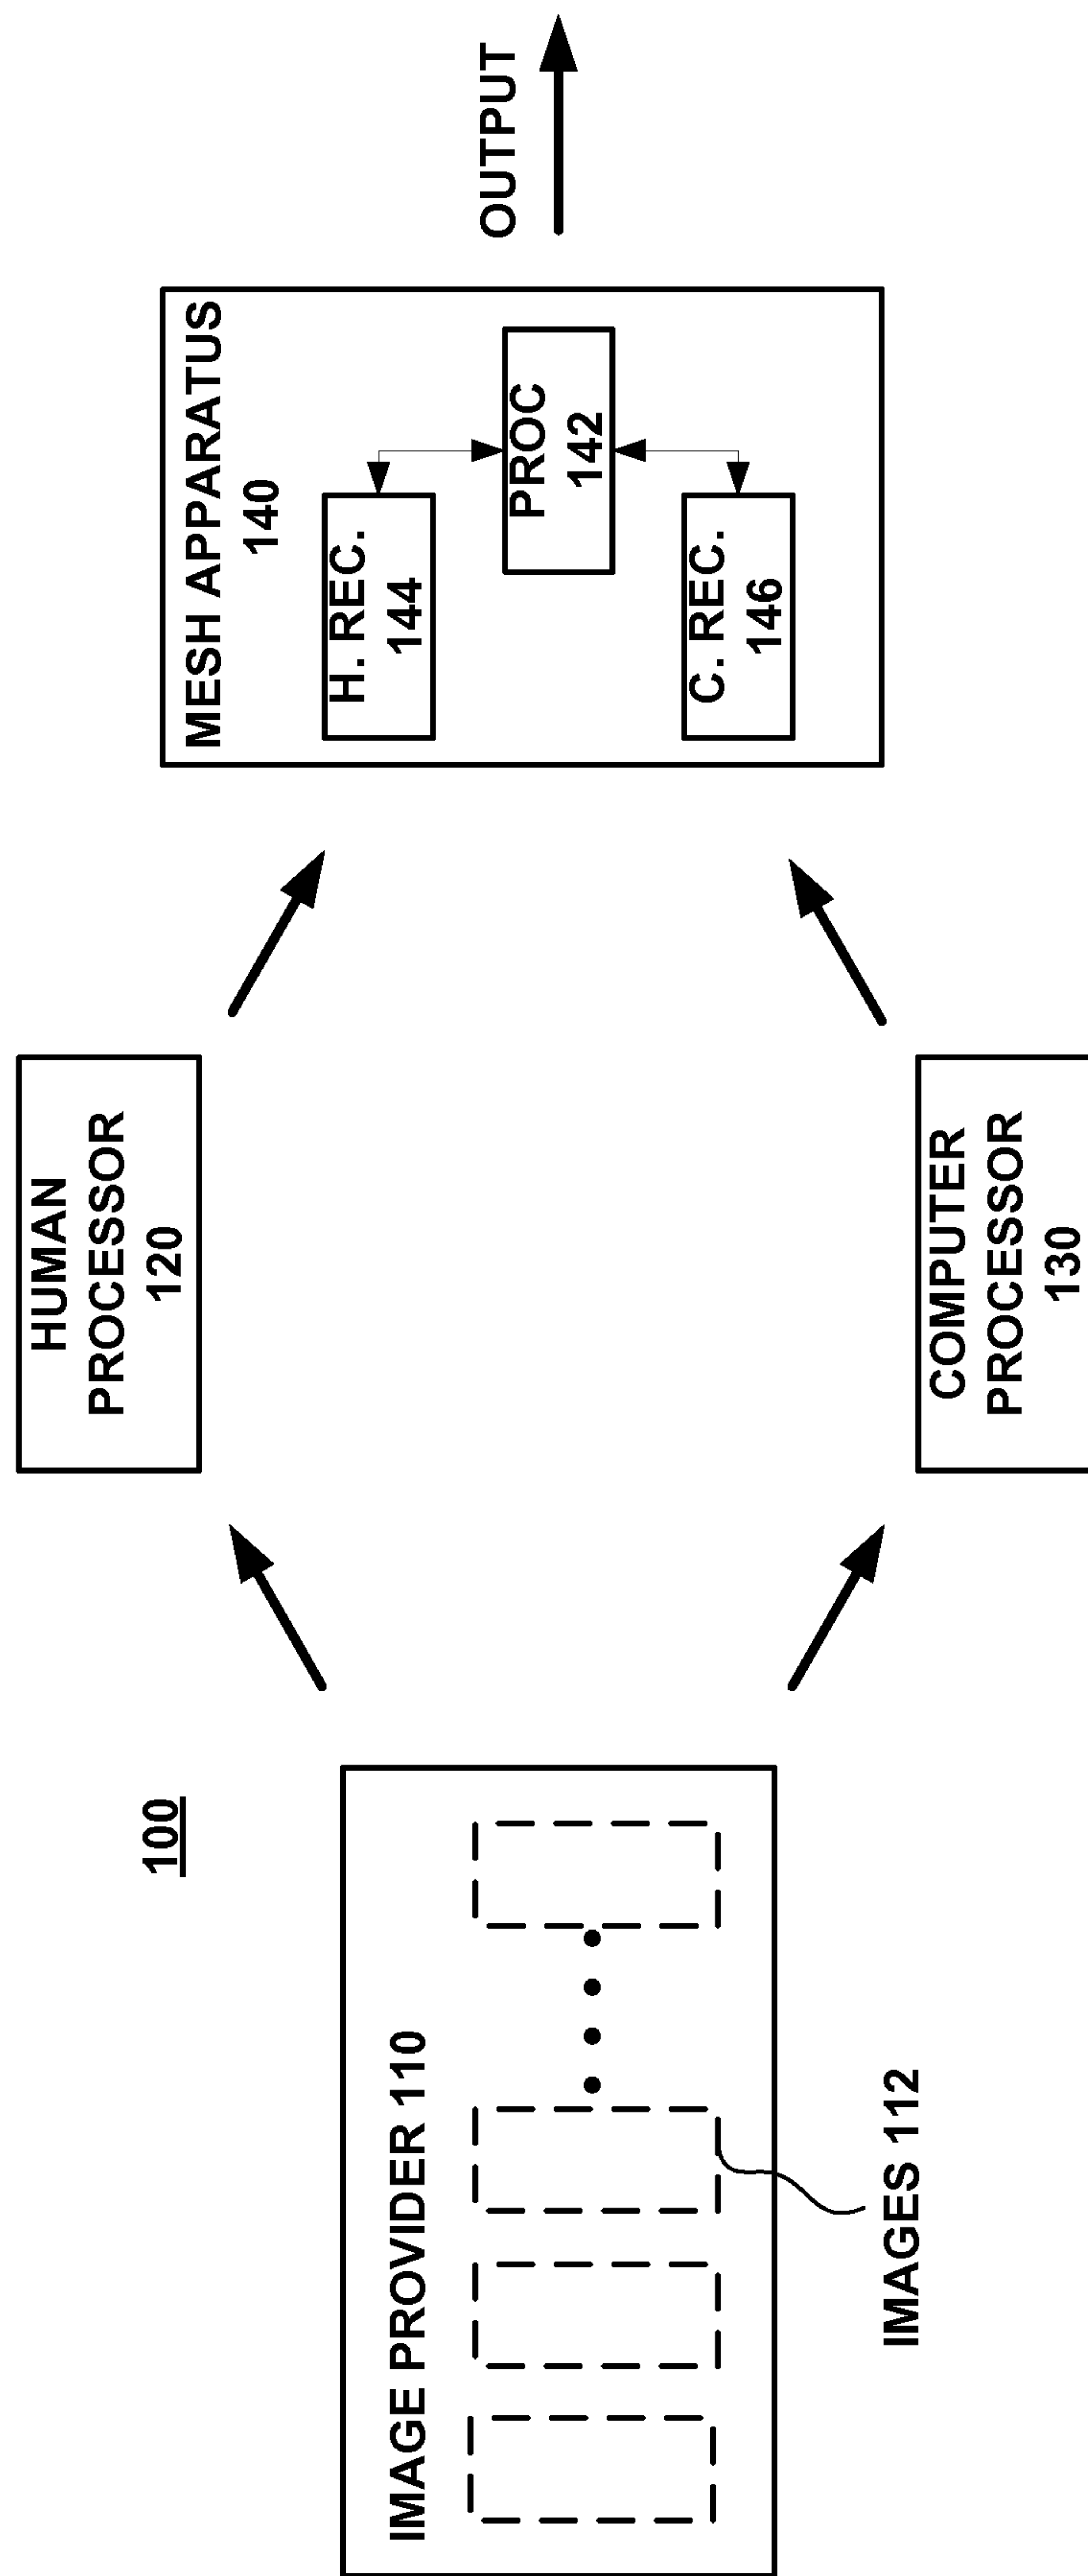 100
IMAGE PROVIDER 110
IMAGES 112
HUMAN
PROCESSOR
120
COMPUTER
PROCESSOR
130
MESH APPARATUS
140
H. REC.
144
PROC
142
C. REC.
146
OUTPUT